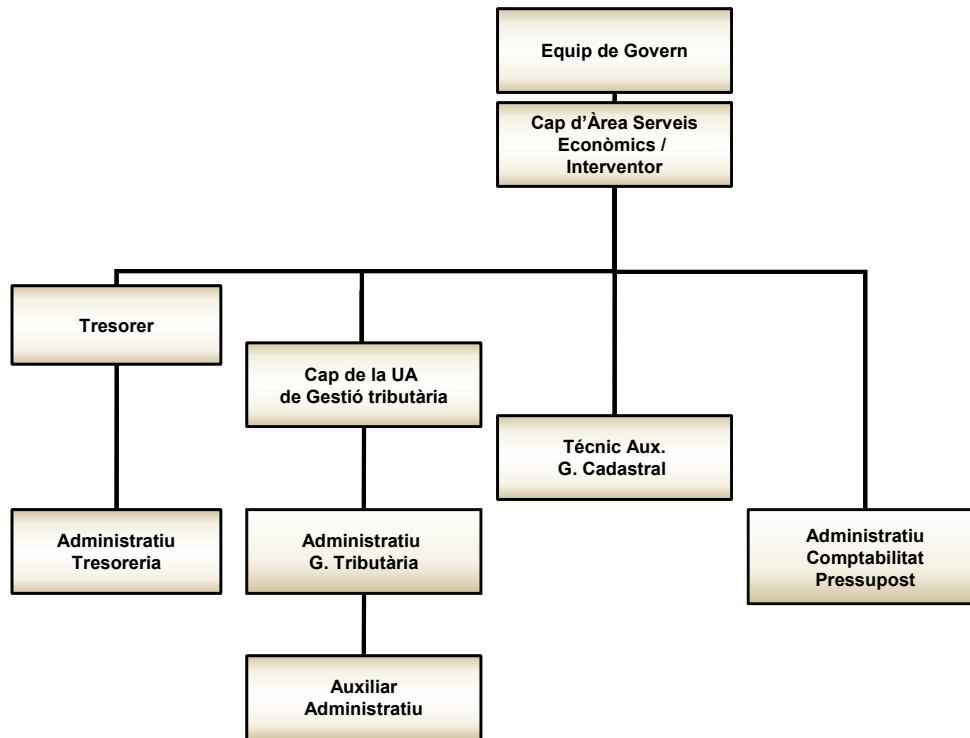 Equip de Govern
Cap d’Àrea Serveis
Econòmics /
Interventor
Tresorer
Cap de la UA
de Gestió tributària
Técnic Aux.
G. Cadastral
Administratiu
Tresoreria
Administratiu
G. Tributària
Administratiu
Comptabilitat
Pressupost
Auxiliar
Administratiu